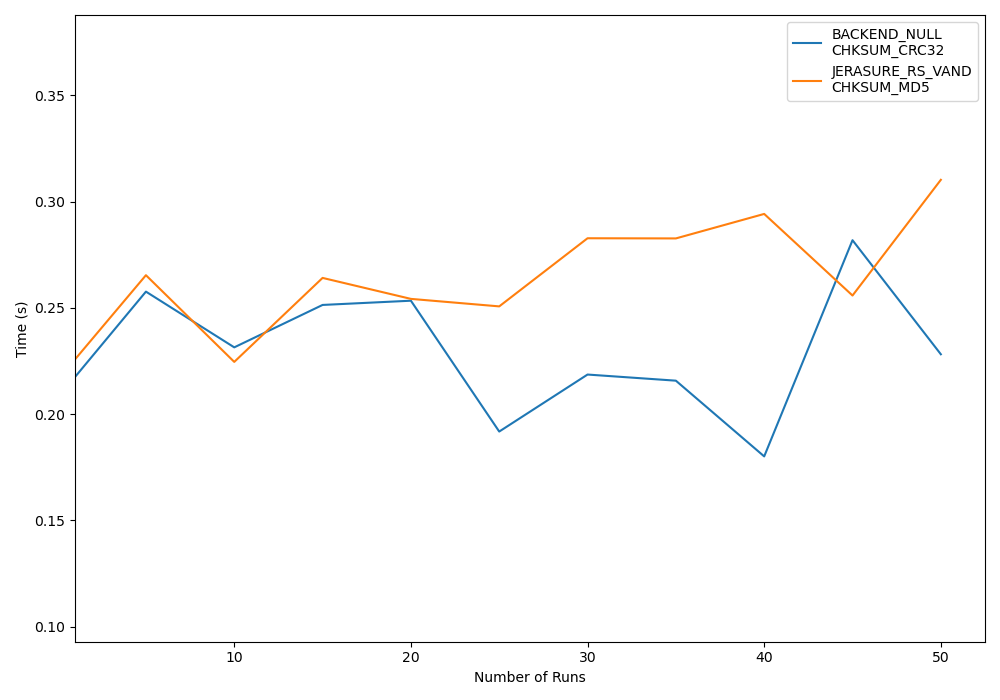 BACKEND_NULL
CHKSUM_CRC32
JERASURE_RS_VAND
CHKSUM_MD5
0.35
0.30
0.25
0.20
0.15
0.10
Time (s)
10 20 30 40 50
Number of Runs